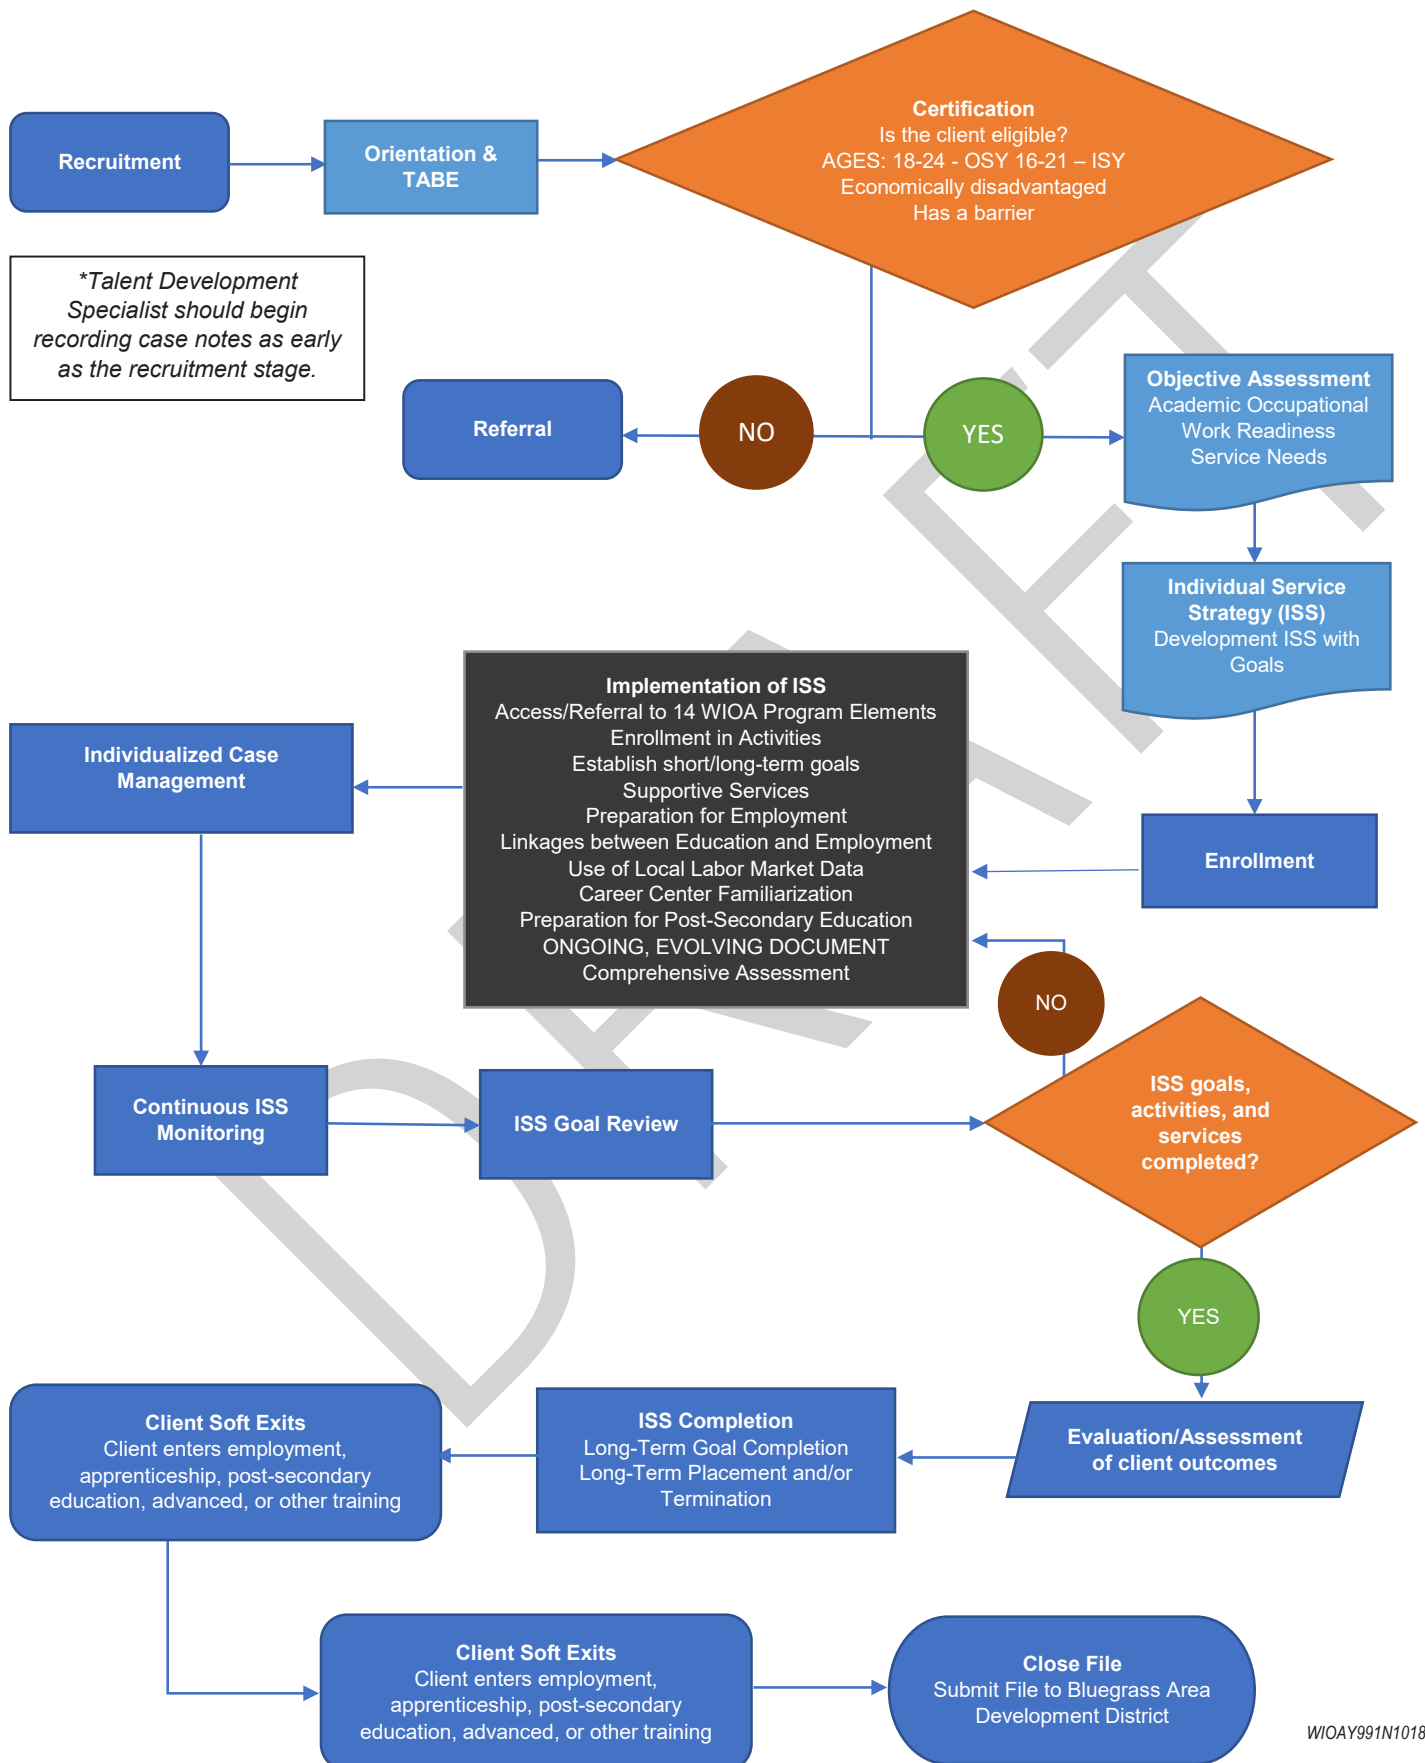 Recruitment
Orientation &
TABE
Certification
Is the client eligible?
AGES: 18-24 - OSY 16-21 – ISY
Economically disadvantaged
Has a barrier
*Talent Development
Specialist should begin
recording case notes as early
as the recruitment stage.
Referral
NO
YES
Objective Assessment
Academic Occupational
Work Readiness
Service Needs
Individual Service
Strategy (ISS)
Development ISS with
Goals
Enrollment
Implementation of ISS
Access/Referral to 14 WIOA Program Elements
Enrollment in Activities
Establish short/long-term goals
Supportive Services
Preparation for Employment
Linkages between Education and Employment
Use of Local Labor Market Data
Career Center Familiarization
Preparation for Post-Secondary Education
ONGOING, EVOLVING DOCUMENT
Comprehensive Assessment
Individualized Case
Management
Continuous ISS
Monitoring
ISS Goal Review
NO
ISS goals,
activities, and
services
completed?
YES
Evaluation/Assessment
of client outcomes
ISS Completion
Long-Term Goal Completion
Long-Term Placement and/or
Termination
Client Soft Exits
Client enters employment,
apprenticeship, post-secondary
education, advanced, or other training
Client Soft Exits
Client enters employment,
apprenticeship, post-secondary
education, advanced, or other training
Close File
Submit File to Bluegrass Area
Development District
WIOAY991N1018
DRAFT